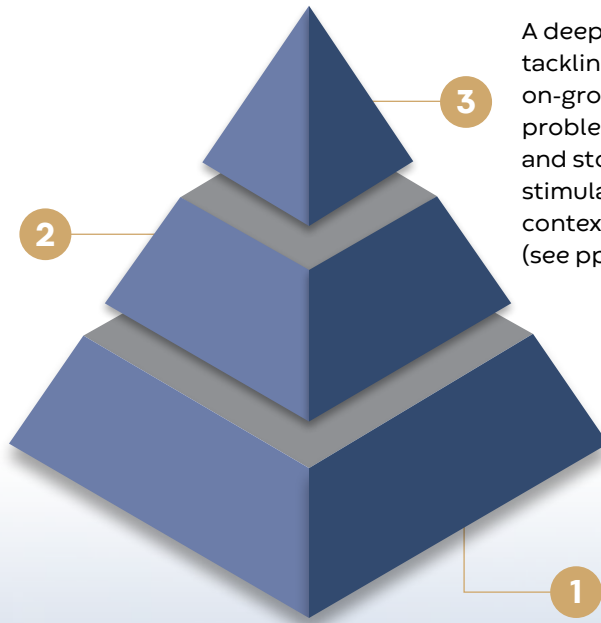 3
A deep
tacklin
on-gro
proble
and sto
stimula
contex
(see pp
2
1